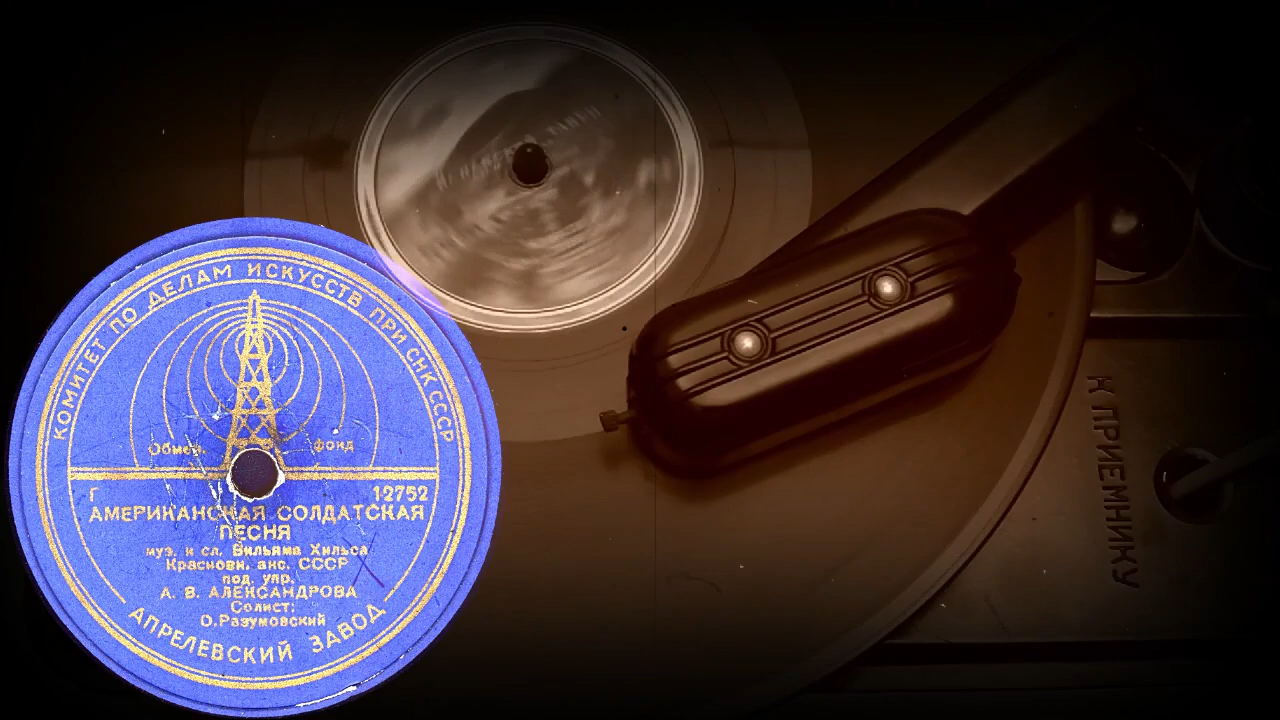 КОМИТЕТ ПО ДЕЛАМ ИСКУССТВ ПРИ СНК СССР
Обмен. фонд
Г 12752
АМЕРИКАНСКАЯ СОЛДАТСКАЯ
ПЕСНЯ
муз. и сл. Вильяма Хильса
Краснозн. анс. СССР
под. упр.
А. В. АЛЕКСАНДРОВА
Солист:
О.Разумовский
АПРЕЛЕВСКИЙ ЗАВОД
К ПРИЕМНИКУ